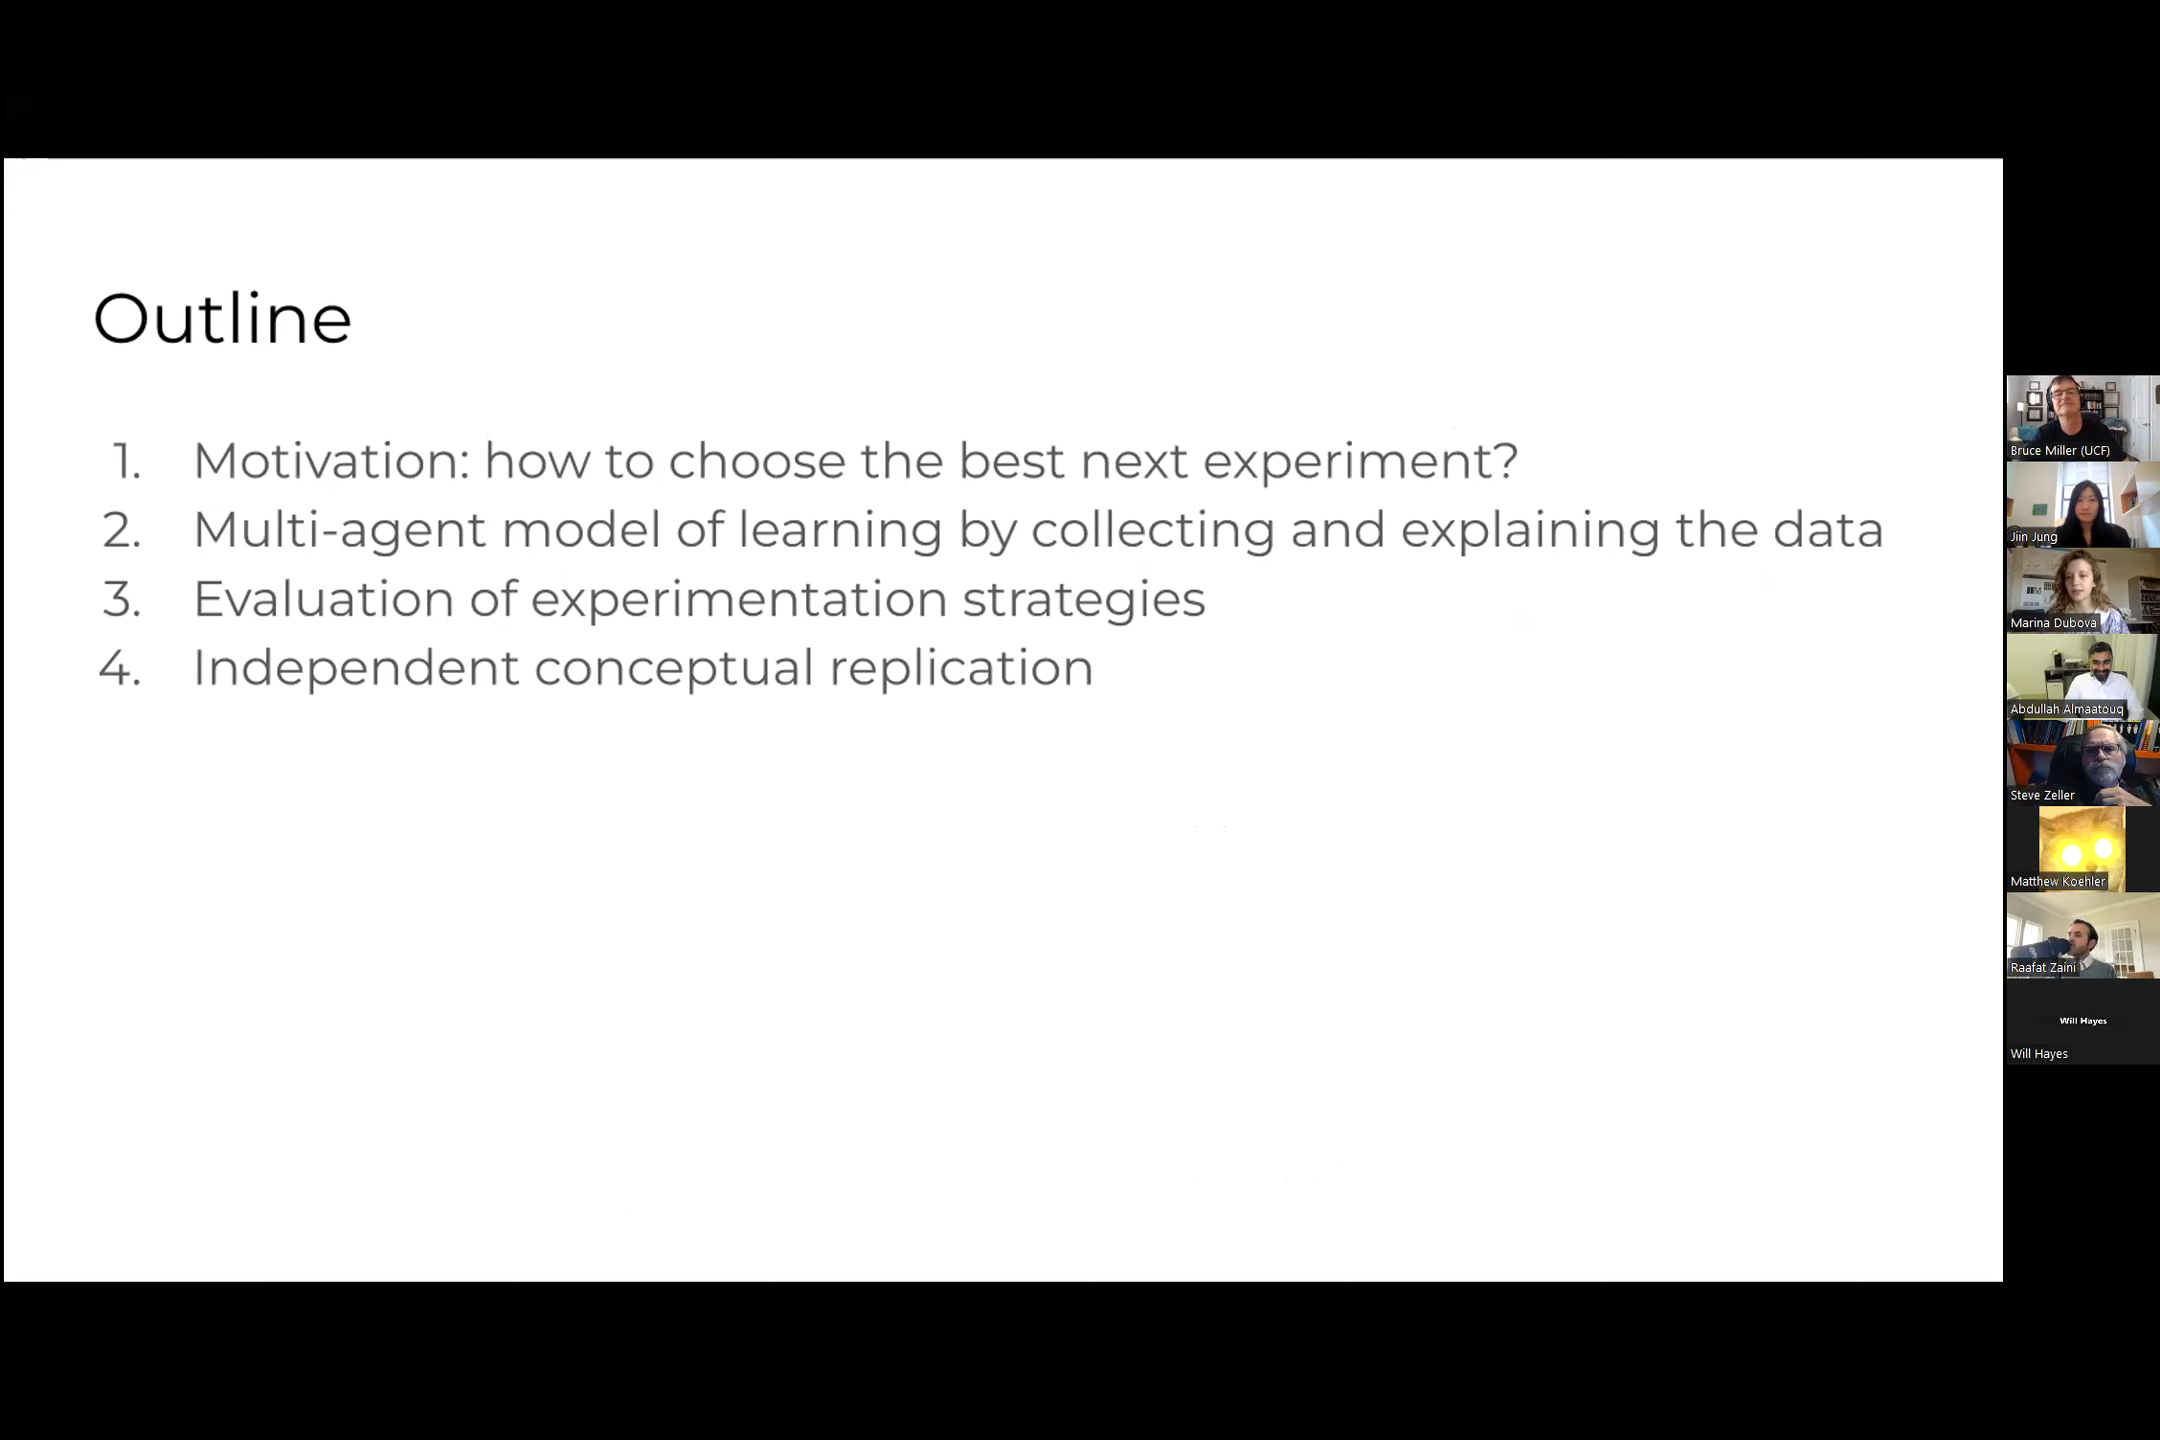 Outline
1. Motivation: how to choose the best next experiment?
2. Multi-agent model of learning by collecting and explaining the data
3. Evaluation of experimentation strategies
4. Independent conceptual replication
Bruce Miller (UCF)
Jiin Jung
Marina Dubova
Abdullah Almaatouq
Steve Zeller
Matthew Koehler
Raafat Zaini
Will Hayes
Will Hayes